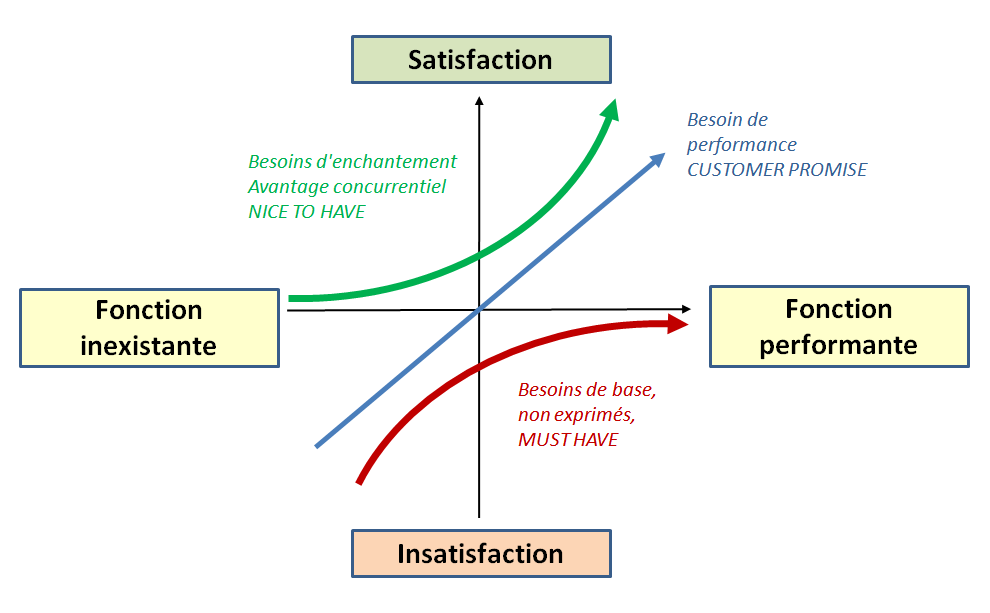 Satisfaction
Besoin de
performance
CUSTOMER PROMISE
Besoins d'enchantement
Avantage concurrentiel
NICE TO HAVE
Fonction
inexistante
Fonction
performante
Besoins de base,
non exprimés,
MUST HAVE
Insatisfaction